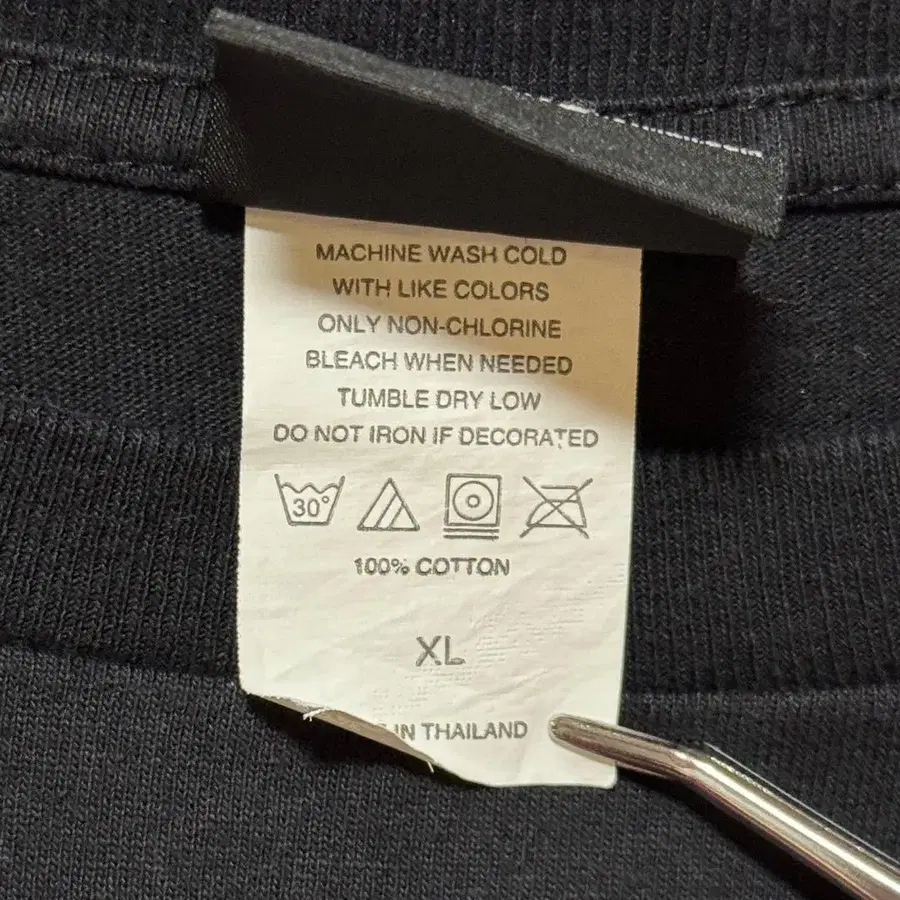 MACHINE WASH COLD
WITH LIKE COLORS
ONLY NON-CHLORINE
BLEACH WHEN NEEDED
TUMBLE DRY LOW
DO NOT IRON IF DECORATED
30°
100% COTTON
XL
IN THAILAND